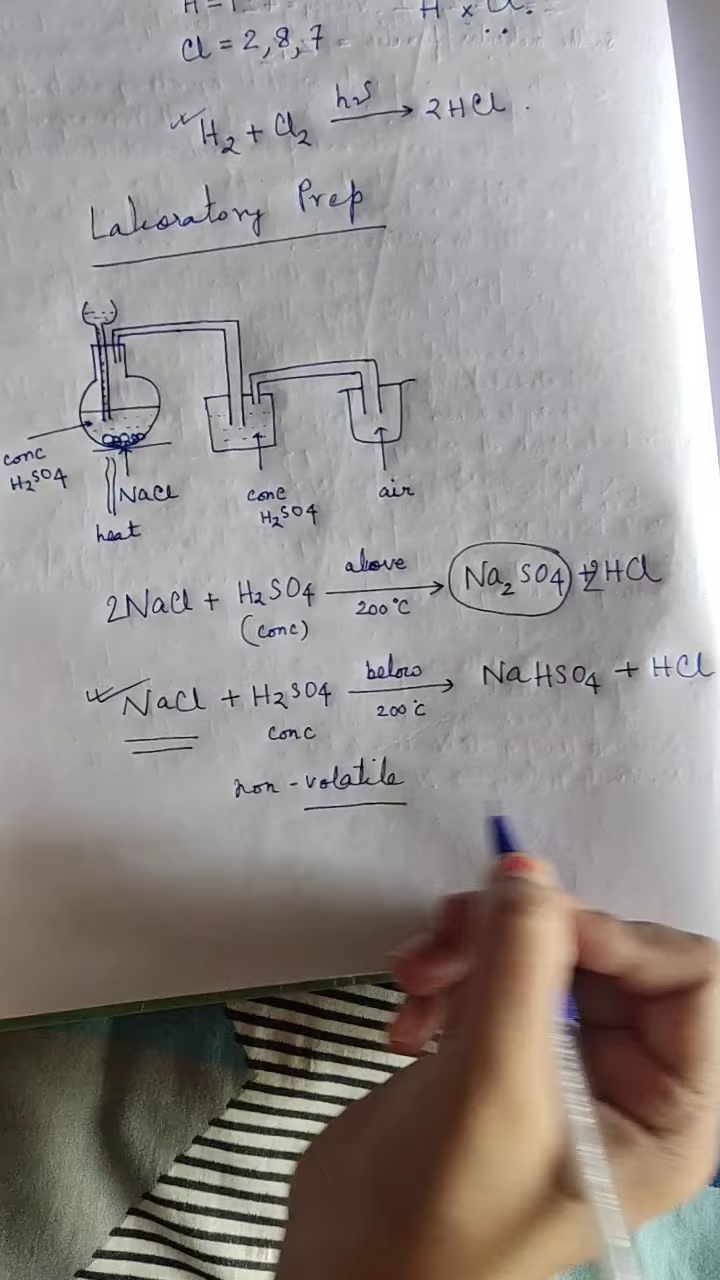 Cl = 2, 8, 7
H₂ + Cl₂ hν → 2HCl.
Laboratory Prep
conc H₂SO4
NaCl
heat
conc H₂SO4
air
2NaCl + H₂SO4 (conc) above 200°C → Na₂SO4 + 2HCl
NaCl + H₂SO4 conc below 200°C → NaHSO4 + HCl
non-volatile